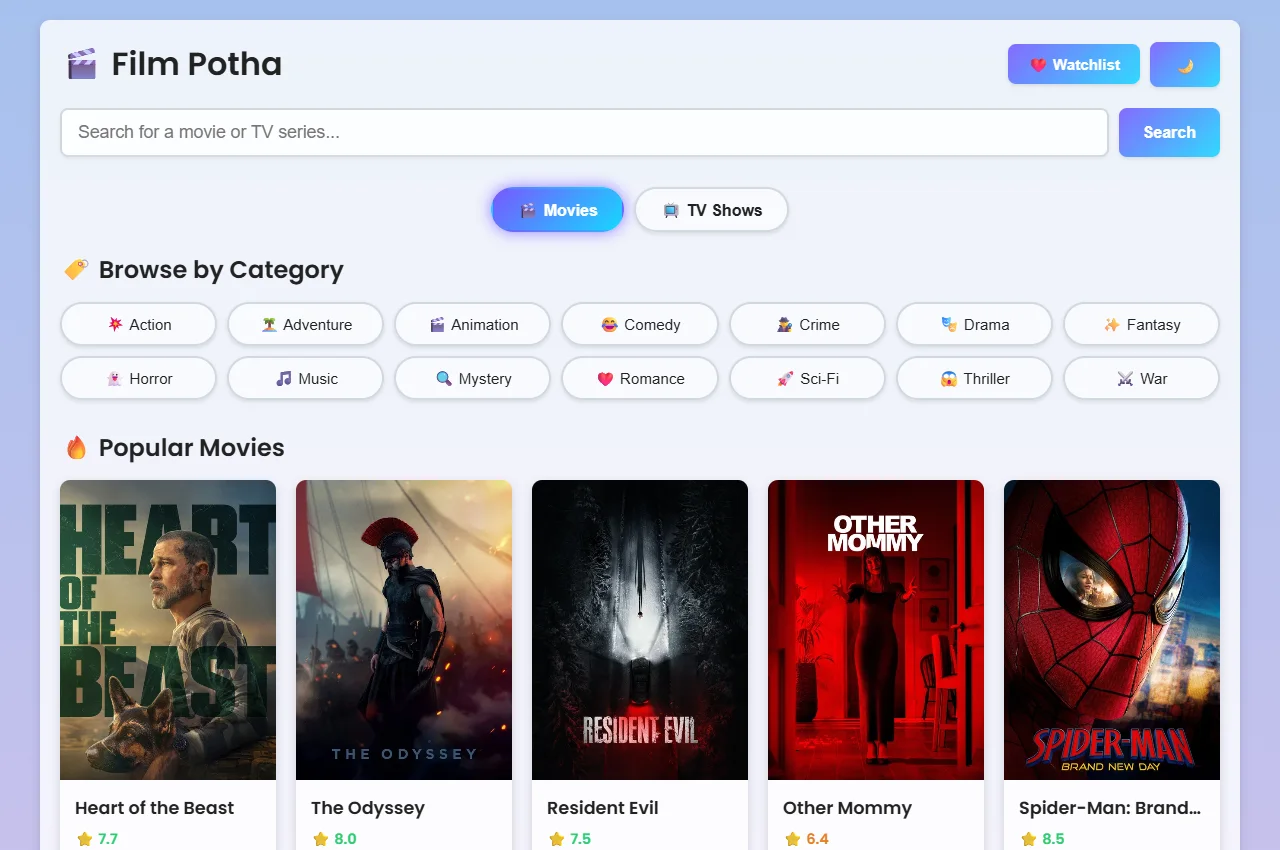 Film Potha
Watchlist
Search for a movie or TV series...
Search
Movies
TV Shows
Browse by Category
Action
Adventure
Animation
Comedy
Crime
Drama
Fantasy
Horror
Music
Mystery
Romance
Sci-Fi
Thriller
War
Popular Movies
HEART
OF
THE
BEAST
THE ODYSSEY
RESIDENT EVIL
OTHER
MOMMY
SPIDER-MAN
BRAND NEW DAY
Heart of the Beast
The Odyssey
Resident Evil
Other Mommy
Spider-Man: Brand...
7.7
8.0
7.5
6.4
8.5